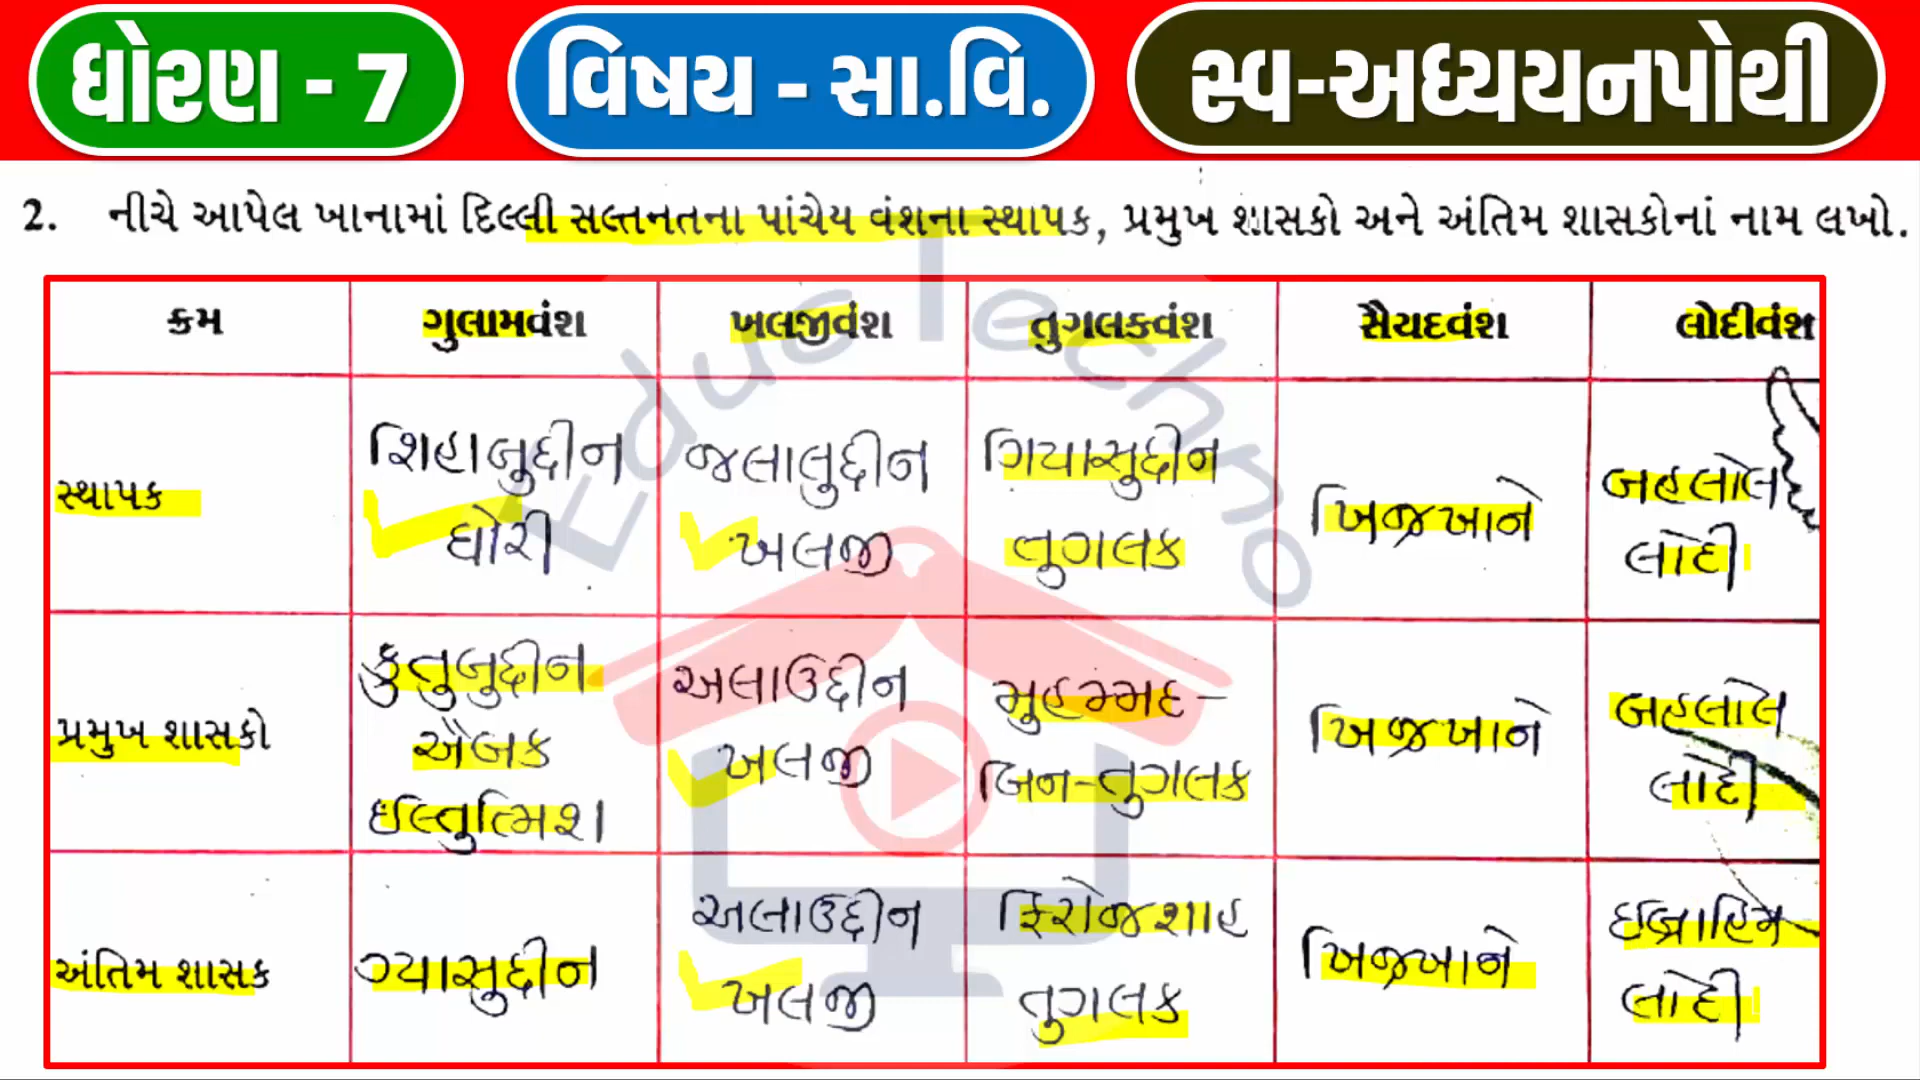 ધોરણ - 7
વિષય - સા.વિ.
સ્વ-અધ્યયનપોથી
2. નીચે આપેલ ખાનામાં દિલ્લી સલ્તનતના પાંચેય વંશના સ્થાપક, પ્રમુખ શાસકો અને અંતિમ શાસકોનાં નામ લખો.
ક્રમ ગુલામવંશ ખલજીવંશ તુગલકવંશ સૈયદવંશ લોદીવંશ
સ્થાપક
શિહાબુદ્દીન
ઘોરી
જલાલુદ્દીન
ખલજી
ગિયાસુદ્દીન
તુગલક
ખિજ્રખાને
બહલોલ
લોદી
પ્રમુખ શાસકો
કુતુબુદ્દીન
ઐબક
ઇલ્તુત્મિશ
અલાઉદ્દીન
ખલજી
મુહમ્મદ-
બિન-તુગલક
ખિજ્રખાને
બહલોલ
લોદી
અંતિમ શાસક
ગ્યાસુદ્દીન
અલાઉદ્દીન
ખલજી
ફિરોજશાહ
તુગલક
ખિજ્રખાને
ઇબ્રાહિમ
લોદી
Educ Techno